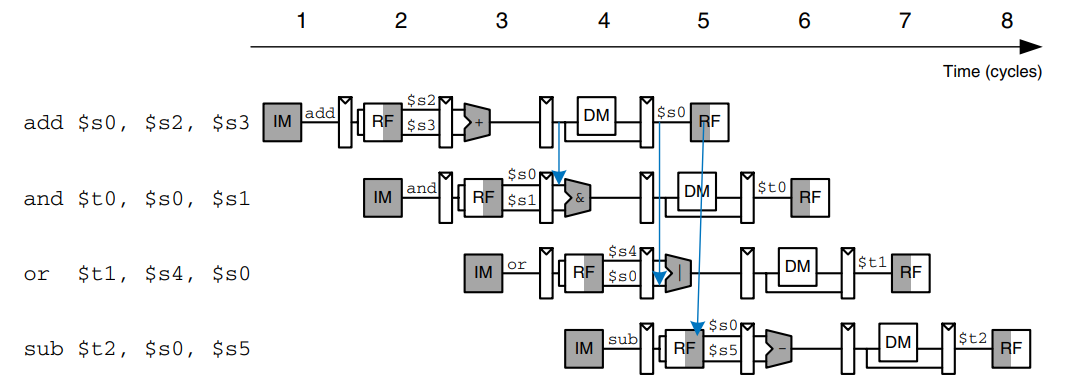 1 2 3 4 5 6 7 8
Time (cycles)
add $s0, $s2, $s3 IM add RF $s2 $s3 + DM $s0 RF
and $t0, $s0, $s1 IM and RF $s0 $s1 & DM $t0 RF
or $t1, $s4, $s0 IM or RF $s4 $s0 | DM $t1 RF
sub $t2, $s0, $s5 IM sub RF $s0 $s5 - DM $t2 RF